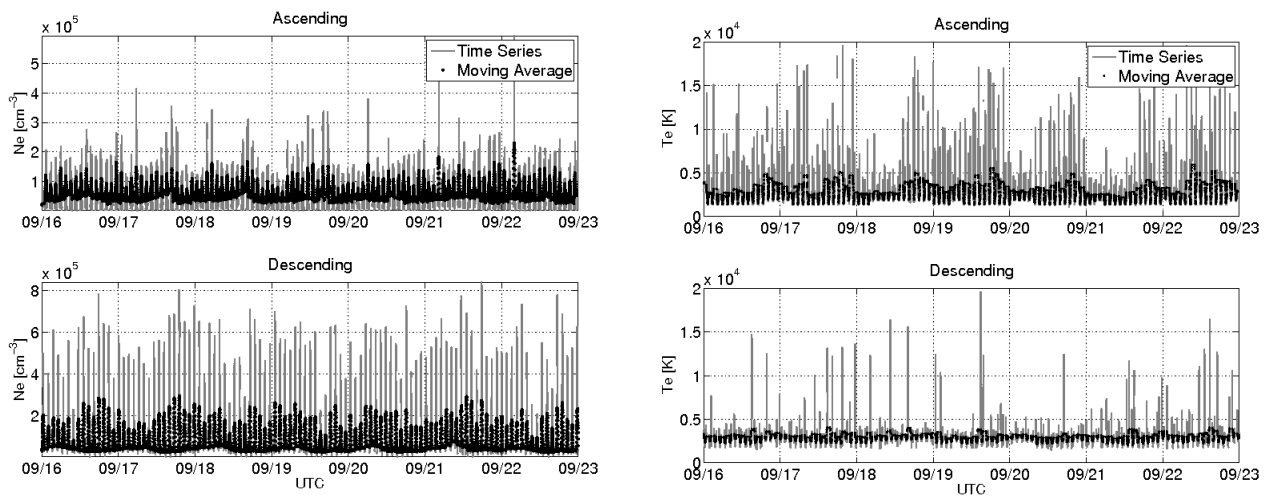 Ascending
x 10^5
Ne [cm^-3]
5
4
3
2
1
Time Series
Moving Average
09/16 09/17 09/18 09/19 09/20 09/21 09/22 09/23
Descending
x 10^5
Ne [cm^-3]
8
6
4
2
09/16 09/17 09/18 09/19 09/20 09/21 09/22 09/23
UTC
Ascending
x 10^4
Te [K]
2
1.5
1
0.5
0
Time Series
Moving Average
09/16 09/17 09/18 09/19 09/20 09/21 09/22 09/23
Descending
x 10^4
Te [K]
2
1.5
1
0.5
0
09/16 09/17 09/18 09/19 09/20 09/21 09/22 09/23
UTC